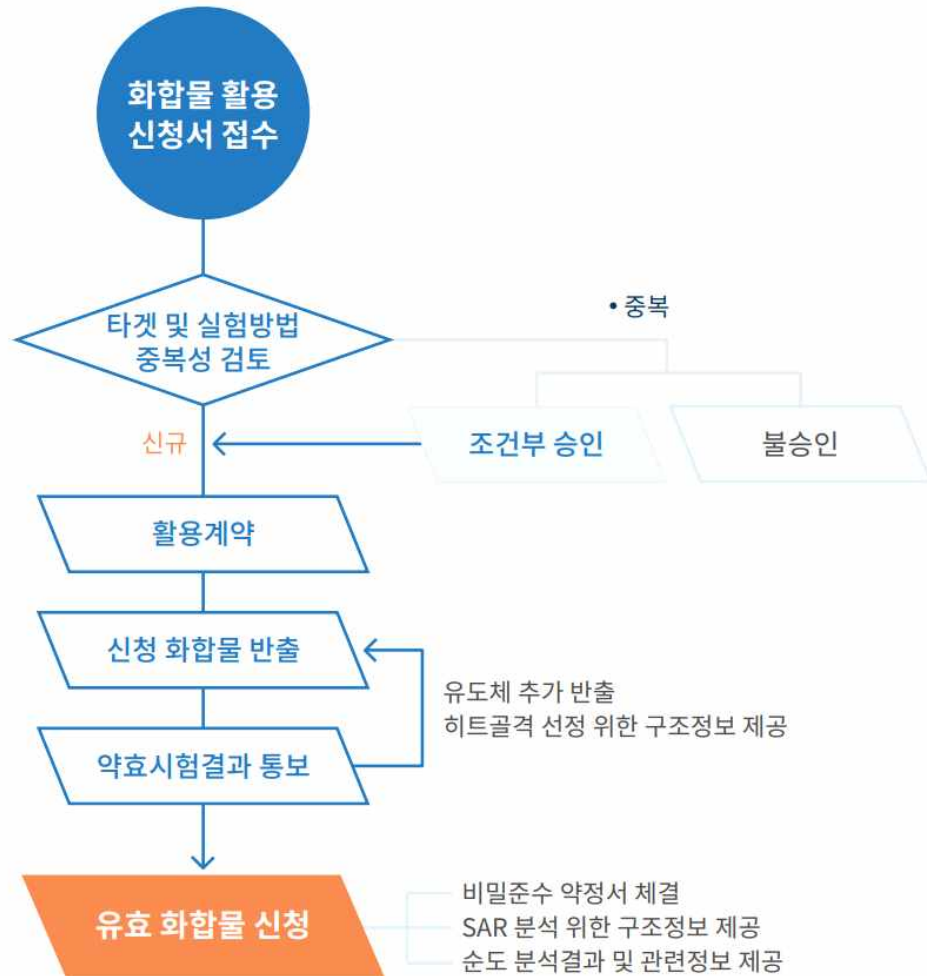 화합물 활용
신청서 접수
타겟 및 실험방법
중복성 검토
• 중복
신규
조건부 승인
불승인
활용계약
신청 화합물 반출
유도체 추가 반출
히트골격 선정 위한 구조정보 제공
약효시험결과 통보
유효 화합물 신청
비밀준수 약정서 체결
SAR 분석 위한 구조정보 제공
순도 분석결과 및 관련정보 제공